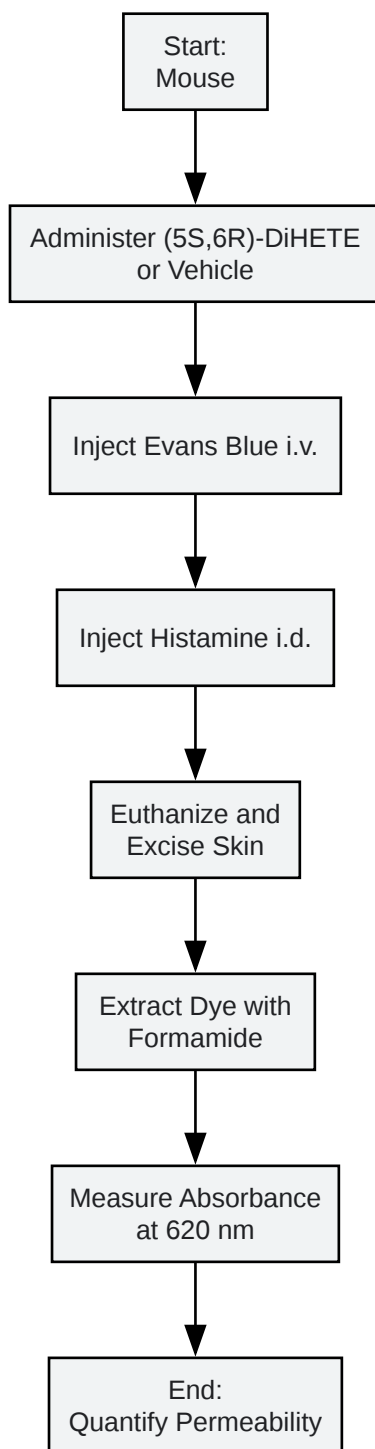 Start:
Mouse
Administer (5S,6R)-DiHETE
or Vehicle
Inject Evans Blue i.v.
Inject Histamine i.d.
Euthanize and
Excise Skin
Extract Dye with
Formamide
Measure Absorbance
at 620 nm
End:
Quantify Permeability